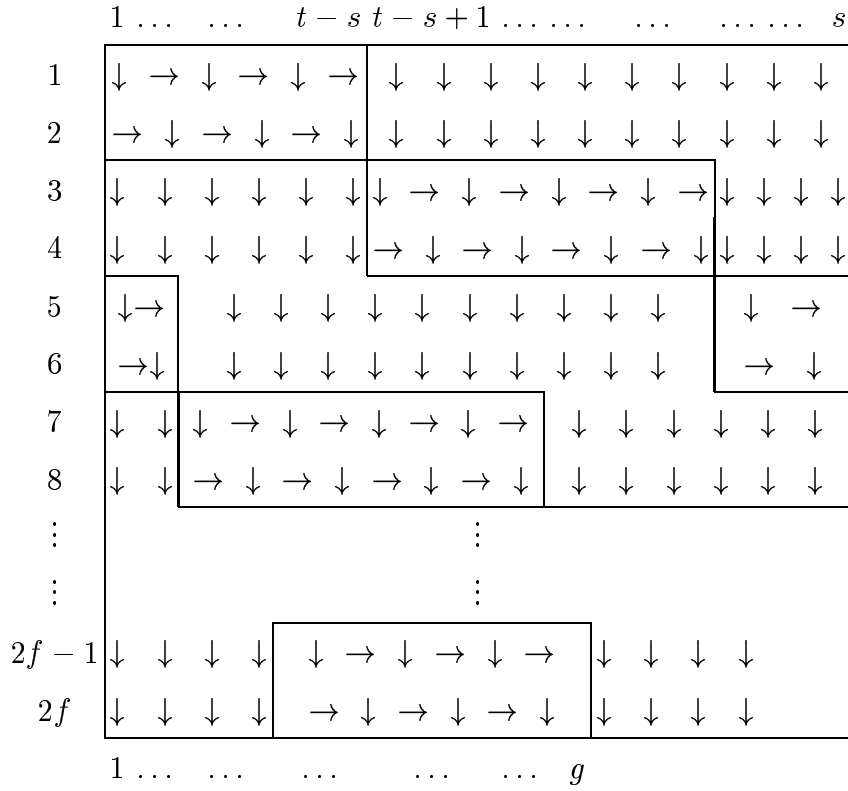 1 … … t − s t − s + 1 … … … … … s
1 ↓ → ↓ → ↓ → ↓ ↓ ↓ ↓ ↓ ↓ ↓ ↓ ↓ ↓
2 → ↓ → ↓ → ↓ ↓ ↓ ↓ ↓ ↓ ↓ ↓ ↓ ↓ ↓
3 ↓ ↓ ↓ ↓ ↓ ↓ ↓ → ↓ → ↓ → ↓ → ↓ ↓ ↓ ↓
4 ↓ ↓ ↓ ↓ ↓ ↓ → ↓ → ↓ → ↓ → ↓ ↓ ↓ ↓ ↓
5 ↓ → ↓ ↓ ↓ ↓ ↓ ↓ ↓ ↓ ↓ ↓ ↓ →
6 → ↓ ↓ ↓ ↓ ↓ ↓ ↓ ↓ ↓ ↓ ↓ → ↓
7 ↓ ↓ ↓ → ↓ → ↓ → ↓ → ↓ ↓ ↓ ↓ ↓ ↓
8 ↓ ↓ → ↓ → ↓ → ↓ → ↓ ↓ ↓ ↓ ↓ ↓ ↓
⋮ ⋮
⋮ ⋮
2f − 1 ↓ ↓ ↓ ↓ ↓ → ↓ → ↓ → ↓ ↓ ↓ ↓
2f ↓ ↓ ↓ ↓ → ↓ → ↓ → ↓ ↓ ↓ ↓ ↓
1 … … … … … g